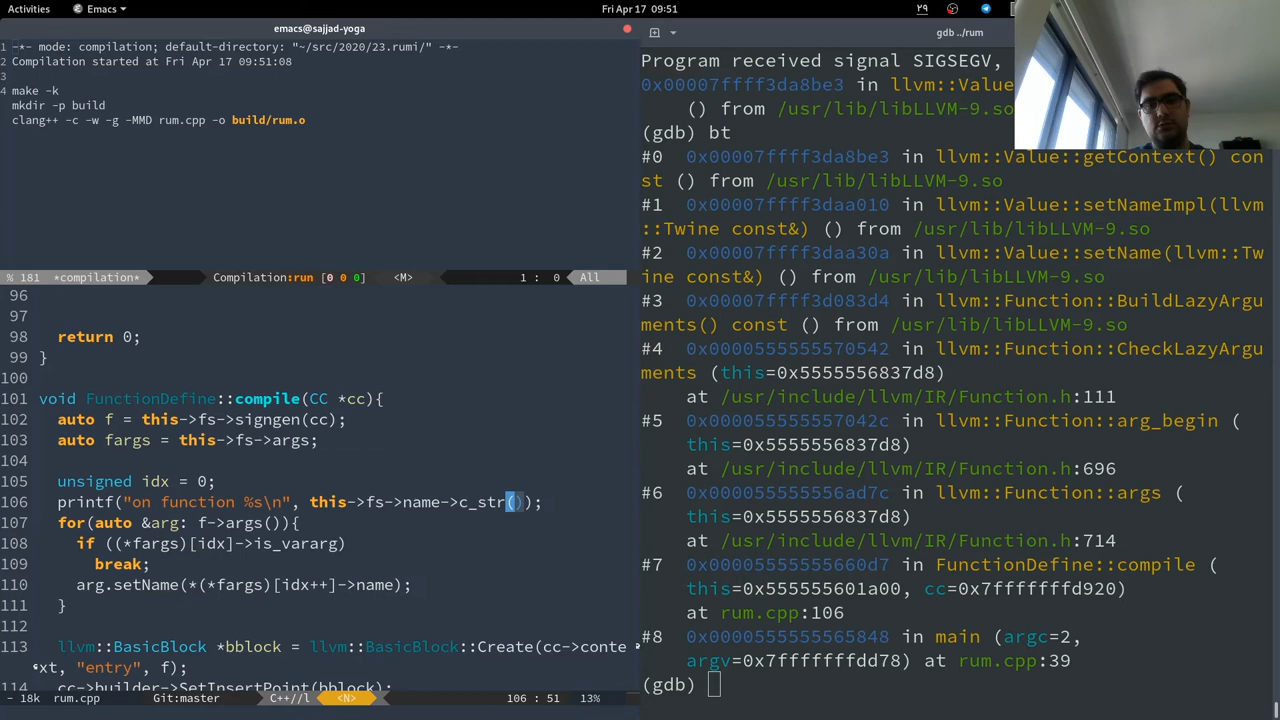 Activities
Emacs
Fri Apr 17 09:51
۲۹
emacs@sajjad-yoga
1 -*- mode: compilation; default-directory: "~/src/2020/23.rumi/" -*-
2 Compilation started at Fri Apr 17 09:51:08
3
4 make -k
5 mkdir -p build
6 clang++ -c -w -g -MMD rum.cpp -o build/rum.o
% 181 *compilation* Compilation:run [0 0 0] <M> 1 : 0 All
96
97
98 return 0;
99 }
100
101 void FunctionDefine::compile(CC *cc){
102 auto f = this->fs->signgen(cc);
103 auto fargs = this->fs->args;
104
105 unsigned idx = 0;
106 printf("on function %s\n", this->fs->name->c_str());
107 for(auto &arg: f->args()){
108 if ((*fargs)[idx]->is_vararg)
109 break;
110 arg.setName(*(*fargs)[idx++]->name);
111 }
112
113 llvm::BasicBlock *bblock = llvm::BasicBlock::Create(cc->conte
xt, "entry", f);
114 cc->builder->SetInsertPoint(bblock);
- 18k rum.cpp Git:master C++//l <N> 106 : 51 13%
gdb ../rum
Program received signal SIGSEGV,
0x00007ffff3da8be3 in llvm::Value
() from /usr/lib/libLLVM-9.so
(gdb) bt
#0 0x00007ffff3da8be3 in llvm::Value::getContext() con
st () from /usr/lib/libLLVM-9.so
#1 0x00007ffff3daa010 in llvm::Value::setNameImpl(llvm
::Twine const&) () from /usr/lib/libLLVM-9.so
#2 0x00007ffff3daa30a in llvm::Value::setName(llvm::Tw
ine const&) () from /usr/lib/libLLVM-9.so
#3 0x00007ffff3d083d4 in llvm::Function::BuildLazyArgu
ments() const () from /usr/lib/libLLVM-9.so
#4 0x0000555555570542 in llvm::Function::CheckLazyArgu
ments (this=0x5555556837d8)
at /usr/include/llvm/IR/Function.h:111
#5 0x000055555557042c in llvm::Function::arg_begin (
this=0x5555556837d8)
at /usr/include/llvm/IR/Function.h:696
#6 0x00005555556ad7c in llvm::Function::args (
this=0x5555556837d8)
at /usr/include/llvm/IR/Function.h:714
#7 0x00005555555660d7 in FunctionDefine::compile (
this=0x555555601a00, cc=0x7fffffffd920)
at rum.cpp:106
#8 0x0000555555565848 in main (argc=2,
argv=0x7fffffffdd78) at rum.cpp:39
(gdb)